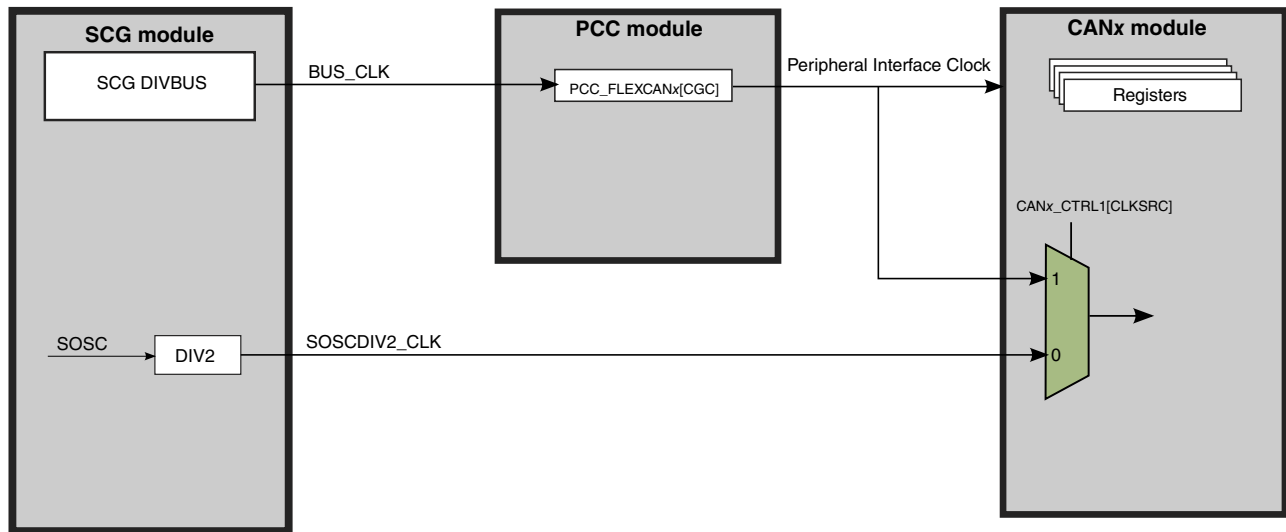 SCG module
SCG DIVBUS
BUS_CLK
PCC module
PCC_FLEXCANx[CGC]
Peripheral Interface Clock
CANx module
Registers
CANx_CTRL1[CLKSRC]
1
0
SOSC
DIV2
SOSCDIV2_CLK